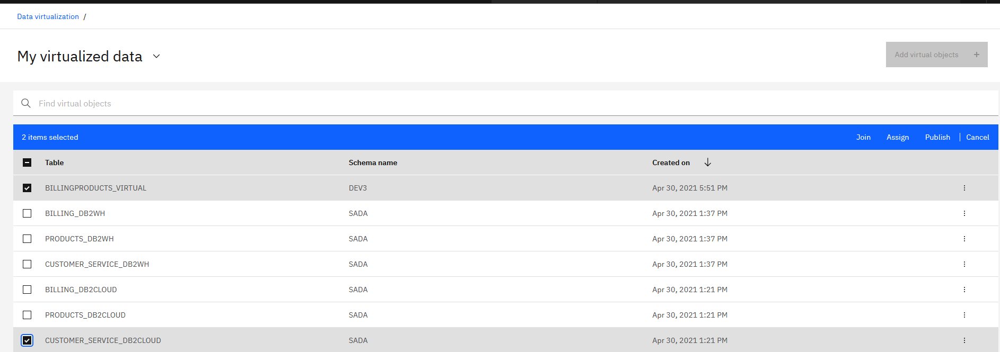 Data virtualization /
My virtualized data
Add virtual objects +
Find virtual objects
2 items selected Join Assign Publish | Cancel
Table Schema name Created on ↓
BILLINGPRODUCTS_VIRTUAL DEV3 Apr 30, 2021 5:51 PM
BILLING_DB2WH SADA Apr 30, 2021 1:37 PM
PRODUCTS_DB2WH SADA Apr 30, 2021 1:37 PM
CUSTOMER_SERVICE_DB2WH SADA Apr 30, 2021 1:37 PM
BILLING_DB2CLOUD SADA Apr 30, 2021 1:21 PM
PRODUCTS_DB2CLOUD SADA Apr 30, 2021 1:21 PM
CUSTOMER_SERVICE_DB2CLOUD SADA Apr 30, 2021 1:21 PM